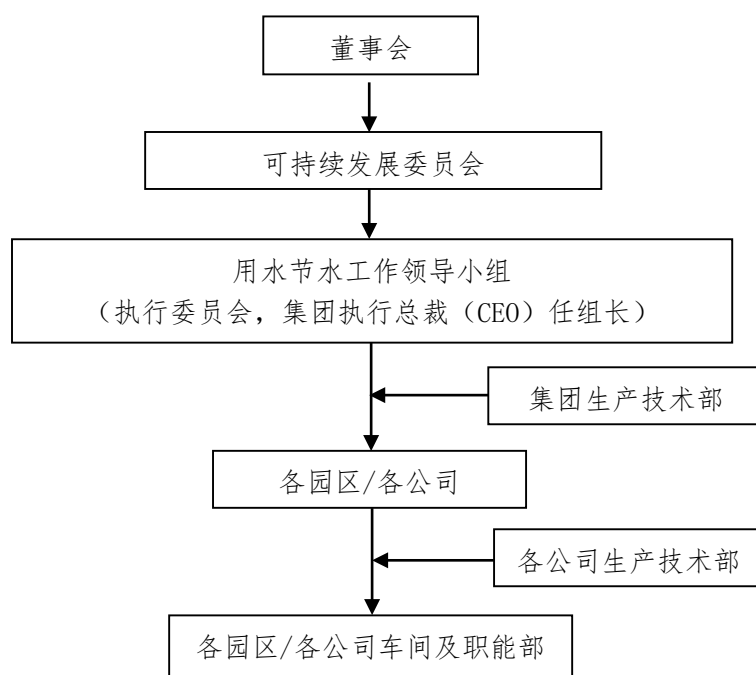 董事会
可持续发展委员会
用水节水工作领导小组
（执行委员会，集团执行总裁（CEO）任组长）
集团生产技术部
各园区/各公司
各公司生产技术部
各园区/各公司车间及职能部